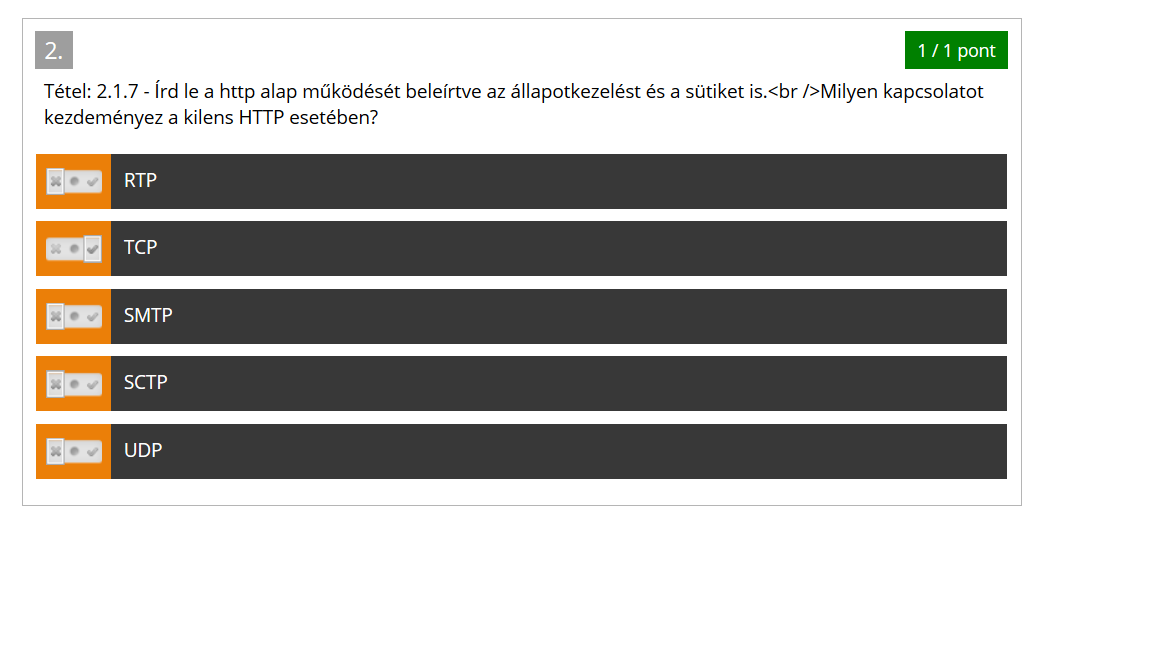 2.
1 / 1 pont
Tétel: 2.1.7 - Írd le a http alap működését beleírtve az állapotkezelést és a sütiket is.<br />Milyen kapcsolatot
kezdeményez a kilens HTTP esetében?
RTP
TCP
SMTP
SCTP
UDP